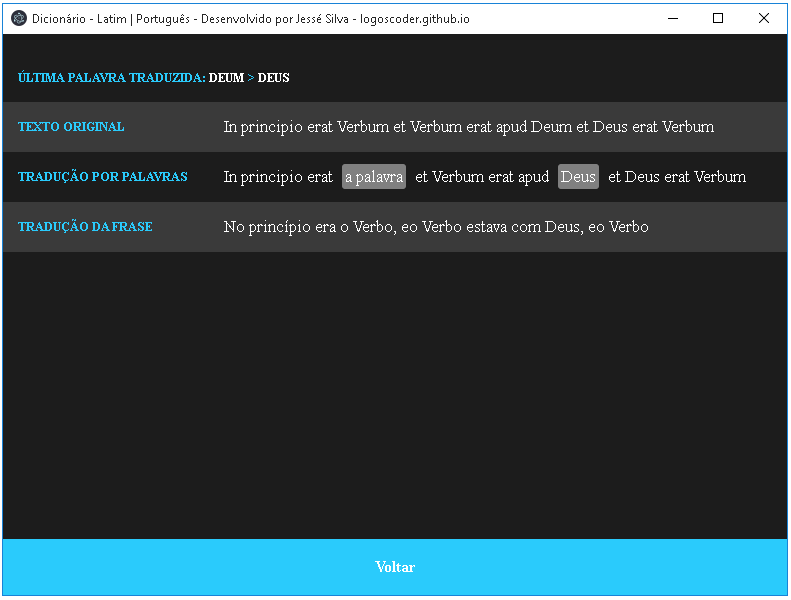 Dicionário - Latim | Português - Desenvolvido por Jessé Silva - logoscoder.github.io
ÚLTIMA PALAVRA TRADUZIDA: DEUM > DEUS
TEXTO ORIGINAL In principio erat Verbum et Verbum erat apud Deum et Deus erat Verbum
TRADUÇÃO POR PALAVRAS In principio erat a palavra et Verbum erat apud Deus et Deus erat Verbum
TRADUÇÃO DA FRASE No princípio era o Verbo, eo Verbo estava com Deus, eo Verbo
Voltar